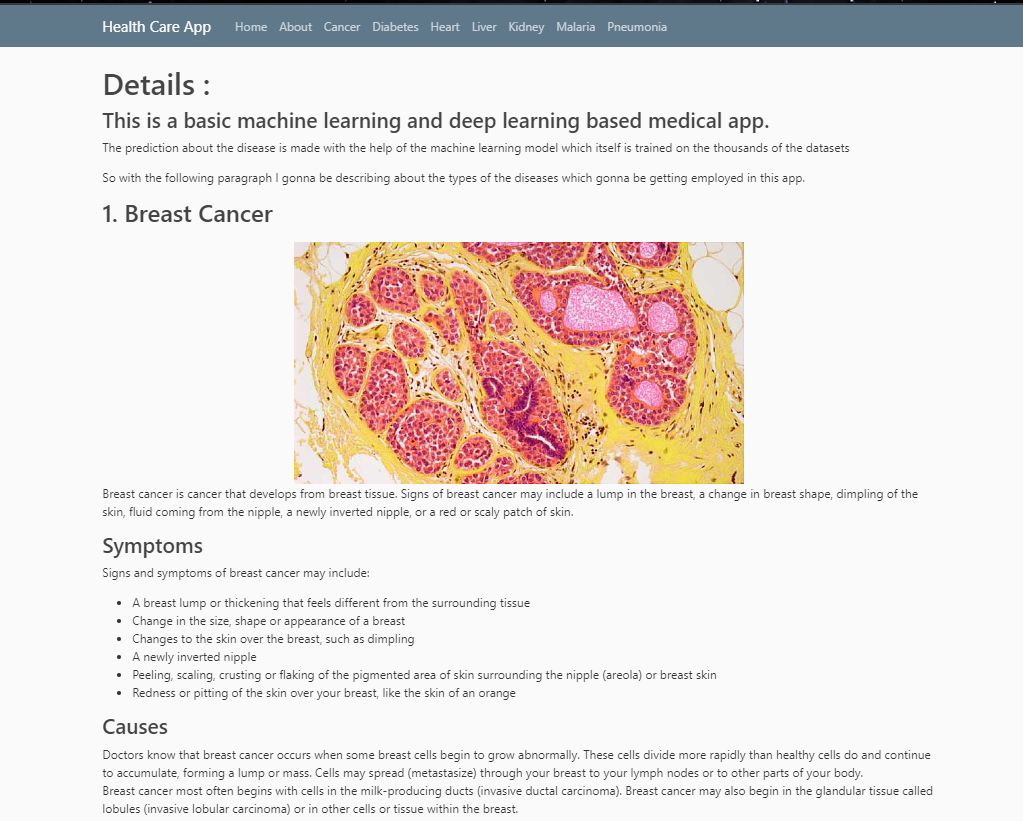 Health Care App Home About Cancer Diabetes Heart Liver Kidney Malaria Pneumonia
Details :
This is a basic machine learning and deep learning based medical app.
The prediction about the disease is made with the help of the machine learning model which itself is trained on the thousands of the datasets
So with the following paragraph I gonna be describing about the types of the diseases which gonna be getting employed in this app.
1. Breast Cancer
Breast cancer is cancer that develops from breast tissue. Signs of breast cancer may include a lump in the breast, a change in breast shape, dimpling of the
skin, fluid coming from the nipple, a newly inverted nipple, or a red or scaly patch of skin.
Symptoms
Signs and symptoms of breast cancer may include:
• A breast lump or thickening that feels different from the surrounding tissue
• Change in the size, shape or appearance of a breast
• Changes to the skin over the breast, such as dimpling
• A newly inverted nipple
• Peeling, scaling, crusting or flaking of the pigmented area of skin surrounding the nipple (areola) or breast skin
• Redness or pitting of the skin over your breast, like the skin of an orange
Causes
Doctors know that breast cancer occurs when some breast cells begin to grow abnormally. These cells divide more rapidly than healthy cells do and continue
to accumulate, forming a lump or mass. Cells may spread (metastasize) through your breast to your lymph nodes or to other parts of your body.
Breast cancer most often begins with cells in the milk-producing ducts (invasive ductal carcinoma). Breast cancer may also begin in the glandular tissue called
lobules (invasive lobular carcinoma) or in other cells or tissue within the breast.